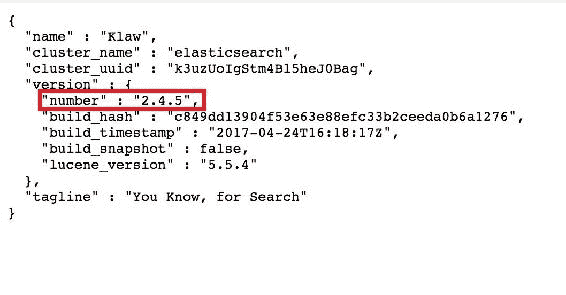 {
"name" : "Klaw",
"cluster_name" : "elasticsearch",
"cluster_uuid" : "k3uzUoIgStm4B15heJ0Bag",
"version" : {
"number" : "2.4.5",
"build_hash" : "c849dd13904f53e63e88efc33b2ceeda0b6a1276",
"build_timestamp" : "2017-04-24T16:18:17Z",
"build_snapshot" : false,
"lucene_version" : "5.5.4"
},
"tagline" : "You Know, for Search"
}